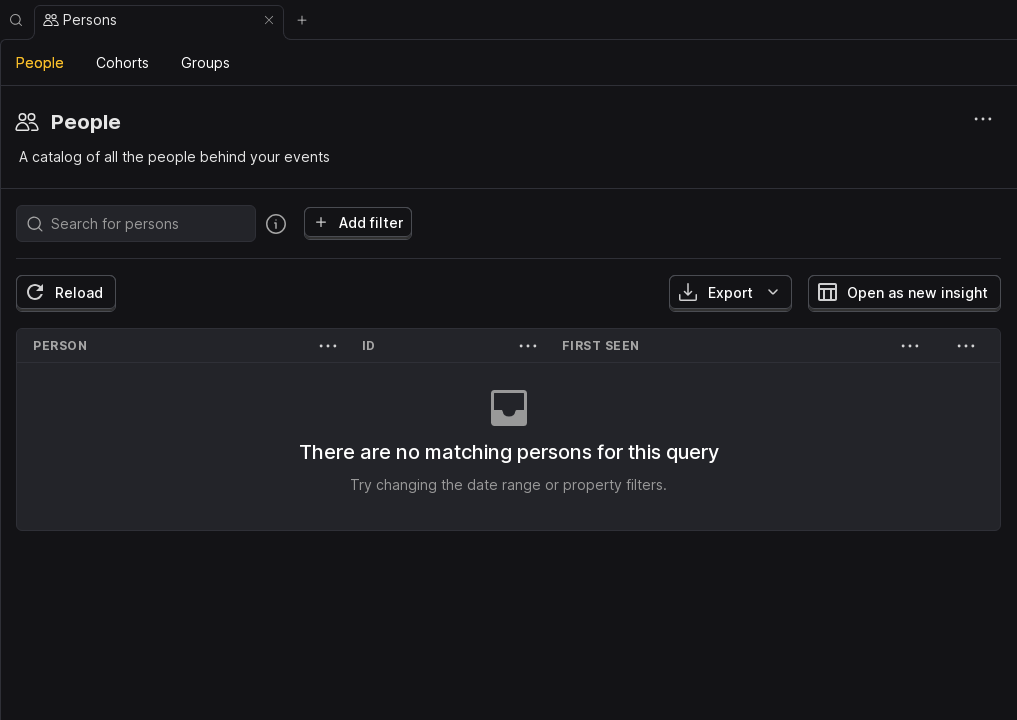 Persons
People
Cohorts
Groups
People
A catalog of all the people behind your events
Search for persons
Add filter
Reload
Export
Open as new insight
PERSON
ID
FIRST SEEN
There are no matching persons for this query
Try changing the date range or property filters.